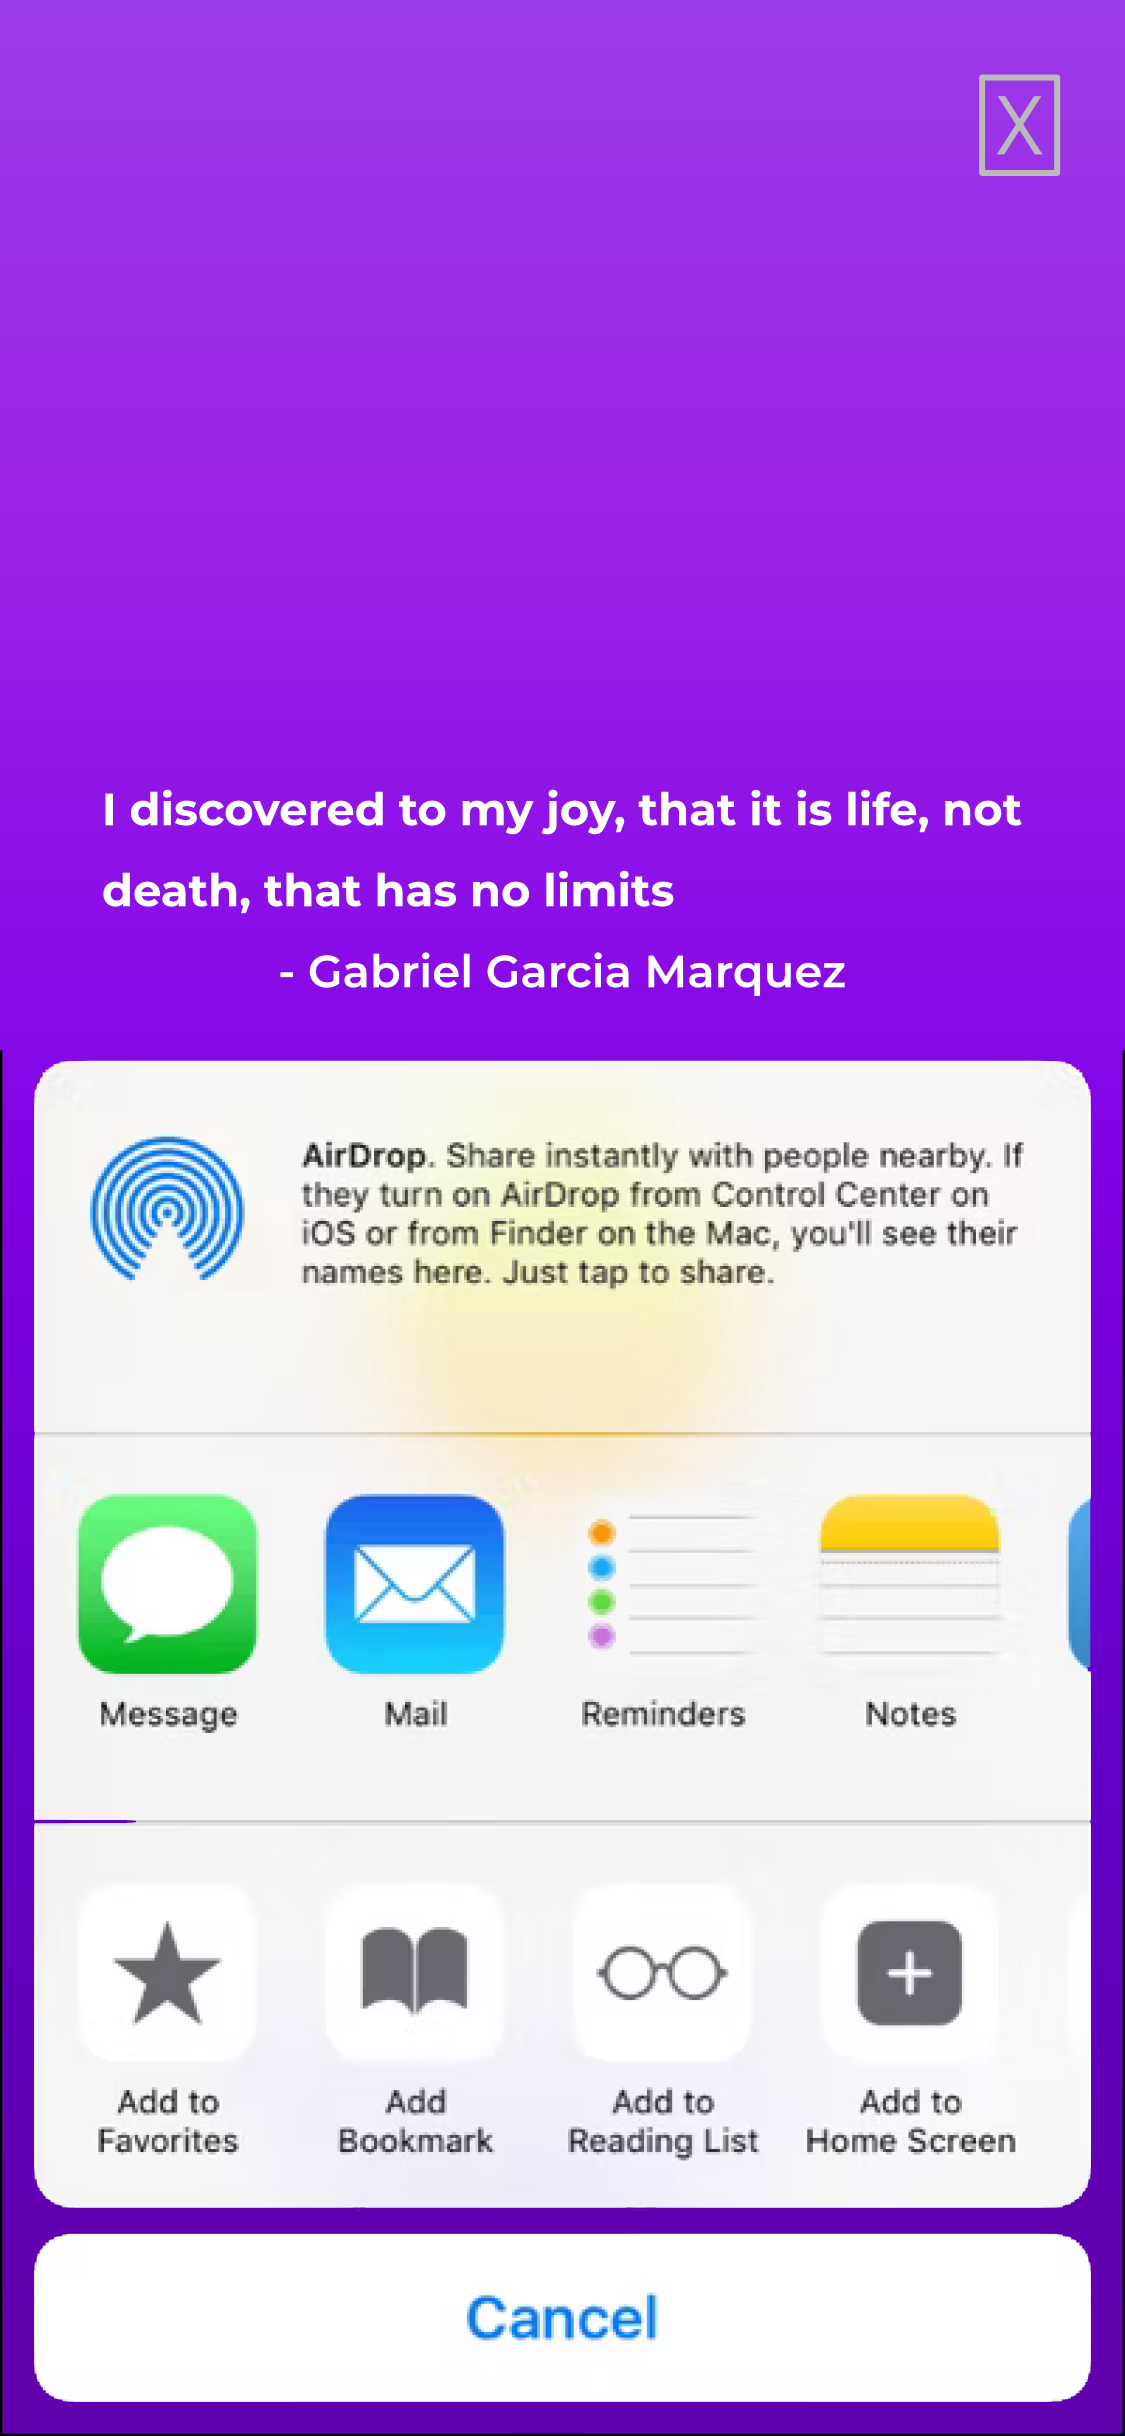 X
I discovered to my joy, that it is life, not
death, that has no limits
- Gabriel Garcia Marquez
AirDrop. Share instantly with people nearby. If
they turn on AirDrop from Control Center on
iOS or from Finder on the Mac, you'll see their
names here. Just tap to share.
Message Mail Reminders Notes
Add to Favorites
Add Bookmark
Add to Reading List
Add to Home Screen
Cancel